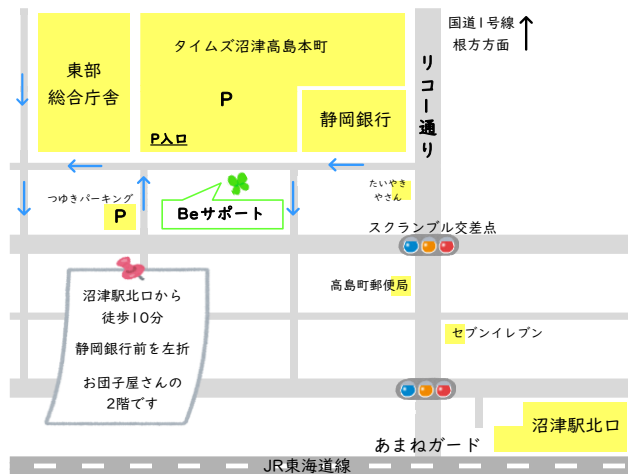 国道1号線
根方方面
リコー通り
タイムズ沼津高島本町
P
P入口
東部
総合庁舎
静岡銀行
つゆきパーキング
P
Beサポート
たいやき
やさん
スクランブル交差点
沼津駅北口から
徒歩10分
静岡銀行前を左折
お団子屋さんの
2階です
高島町郵便局
セブンイレブン
沼津駅北口
あまねガード
JR東海道線